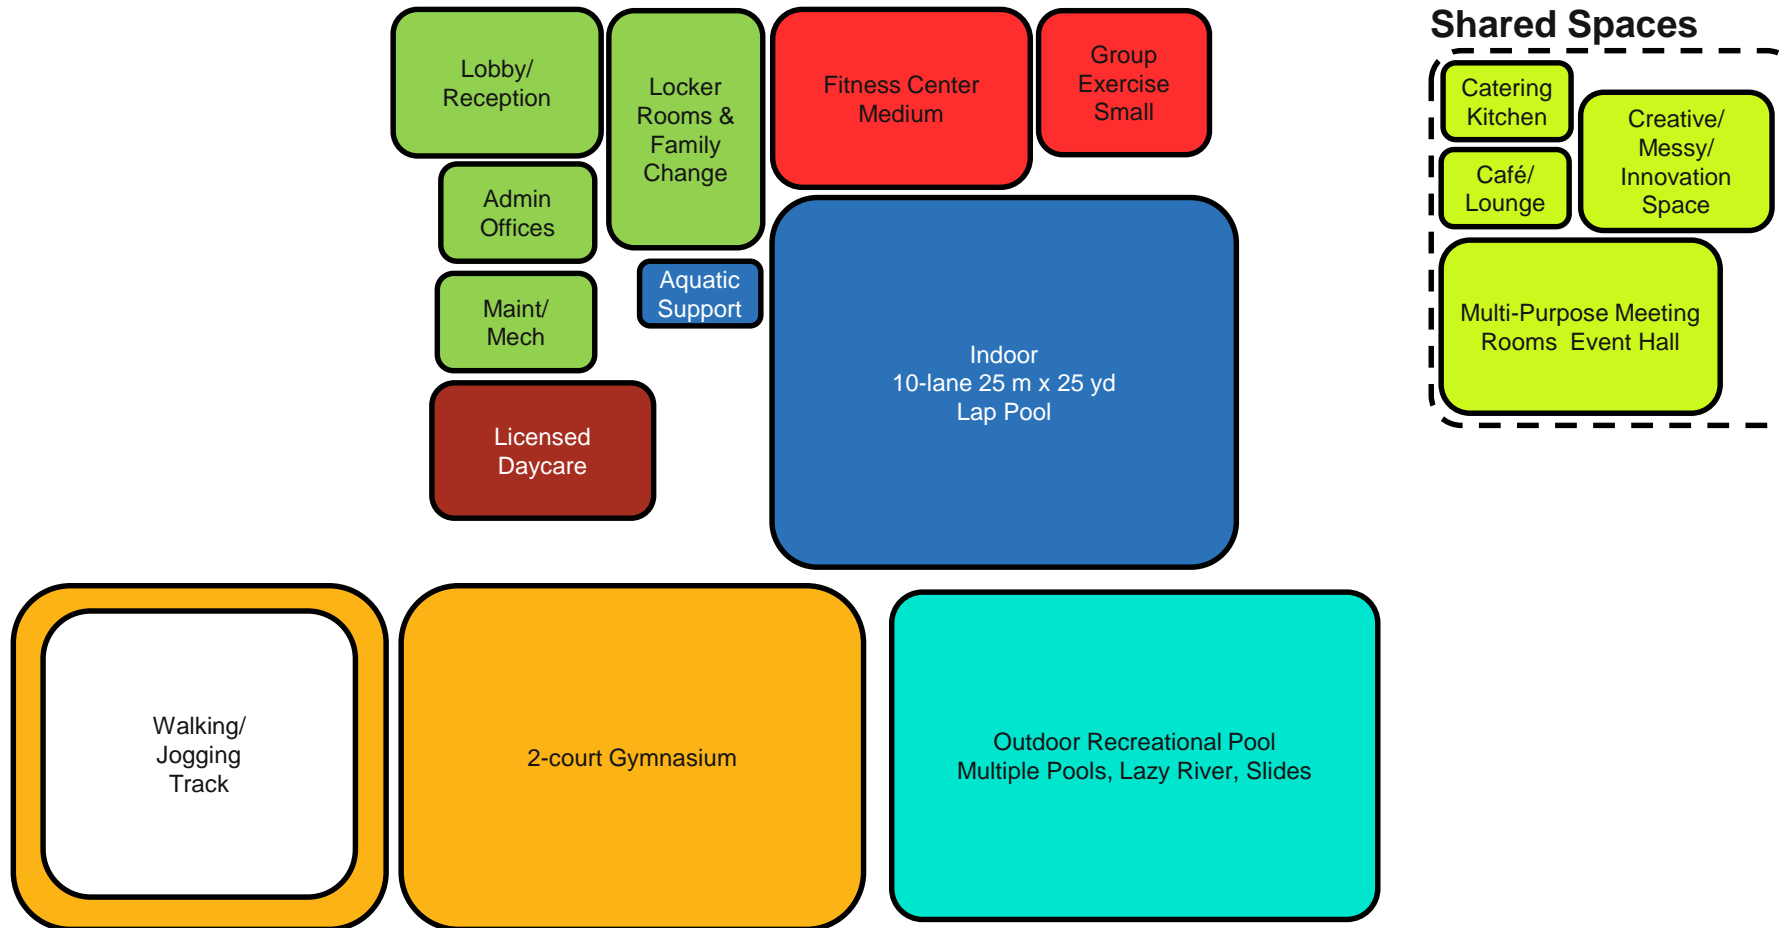 Shared Spaces
Lobby/
Reception
Locker
Rooms &
Family
Change
Fitness Center
Medium
Group
Exercise
Small
Catering
Kitchen
Creative/
Messy/
Innovation
Space
Café/
Lounge
Admin
Offices
Maint/
Mech
Aquatic
Support
Multi-Purpose Meeting
Rooms  Event Hall
Indoor
10-lane 25 m x 25 yd
Lap Pool
Licensed
Daycare
Walking/
Jogging
Track
2-court Gymnasium
Outdoor Recreational Pool
Multiple Pools, Lazy River, Slides